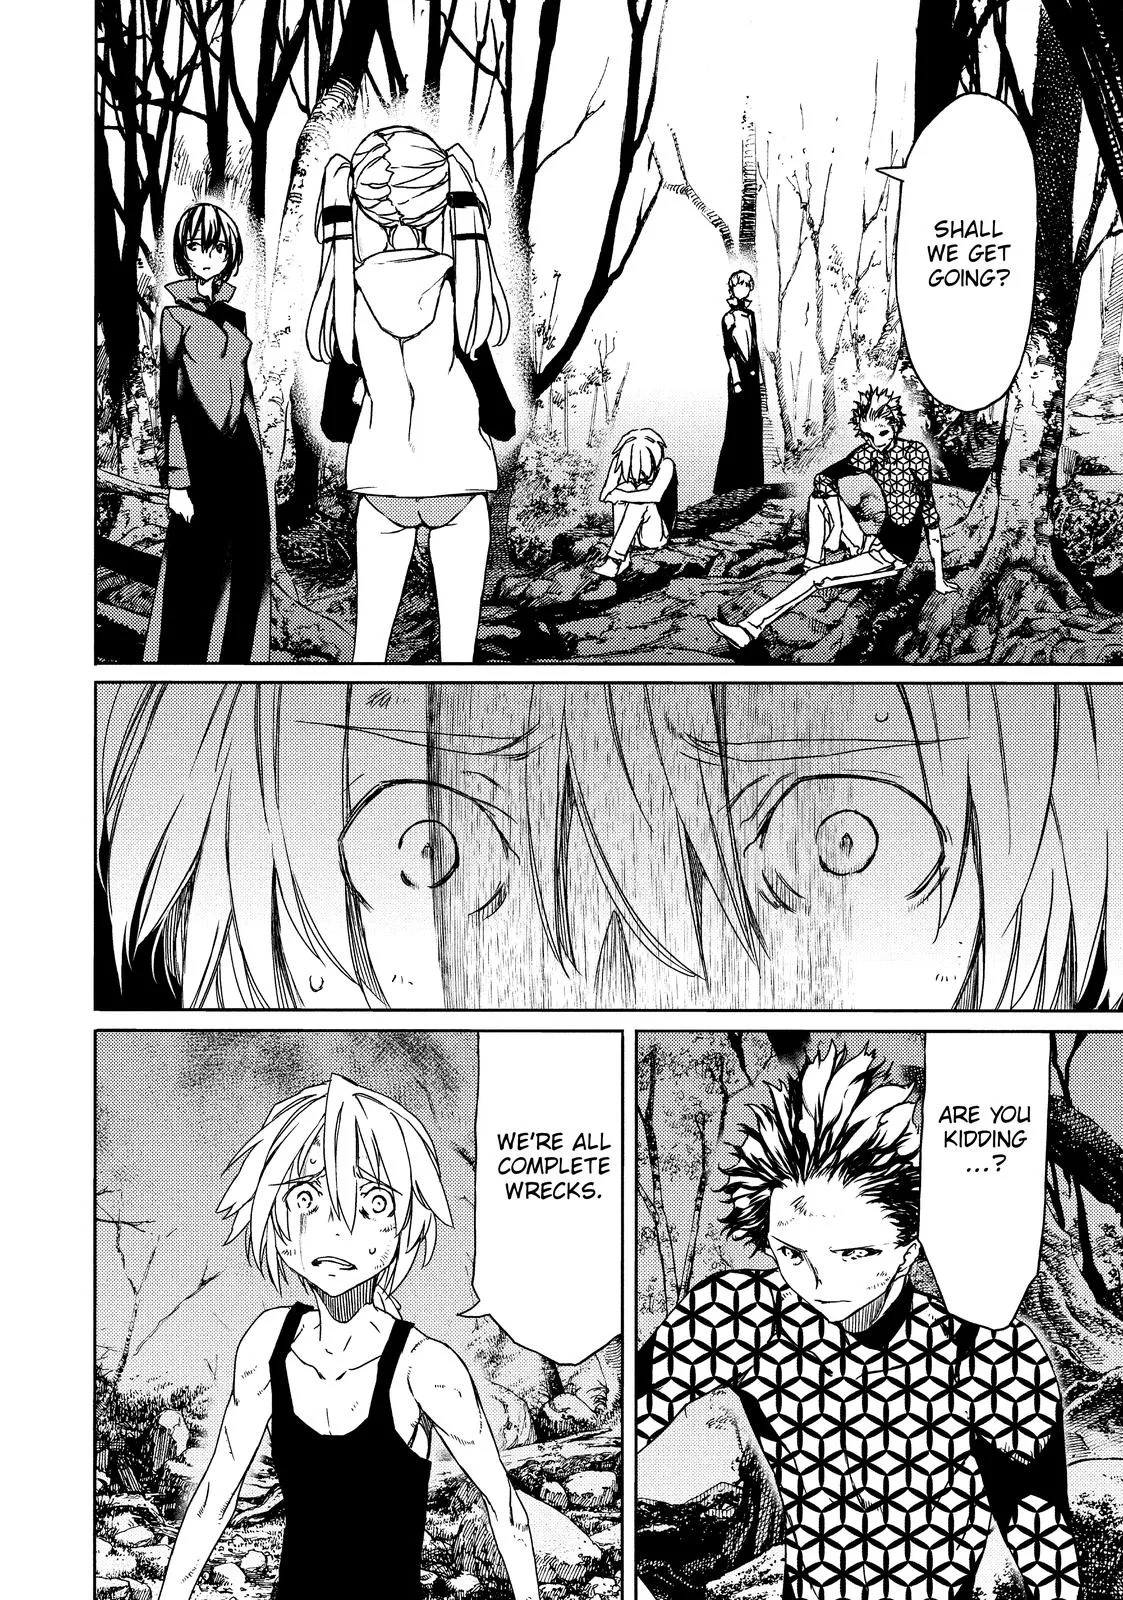 SHALL
WE GET
GOING?
ARE YOU
KIDDING
...?
WE'RE ALL
COMPLETE
WRECKS.